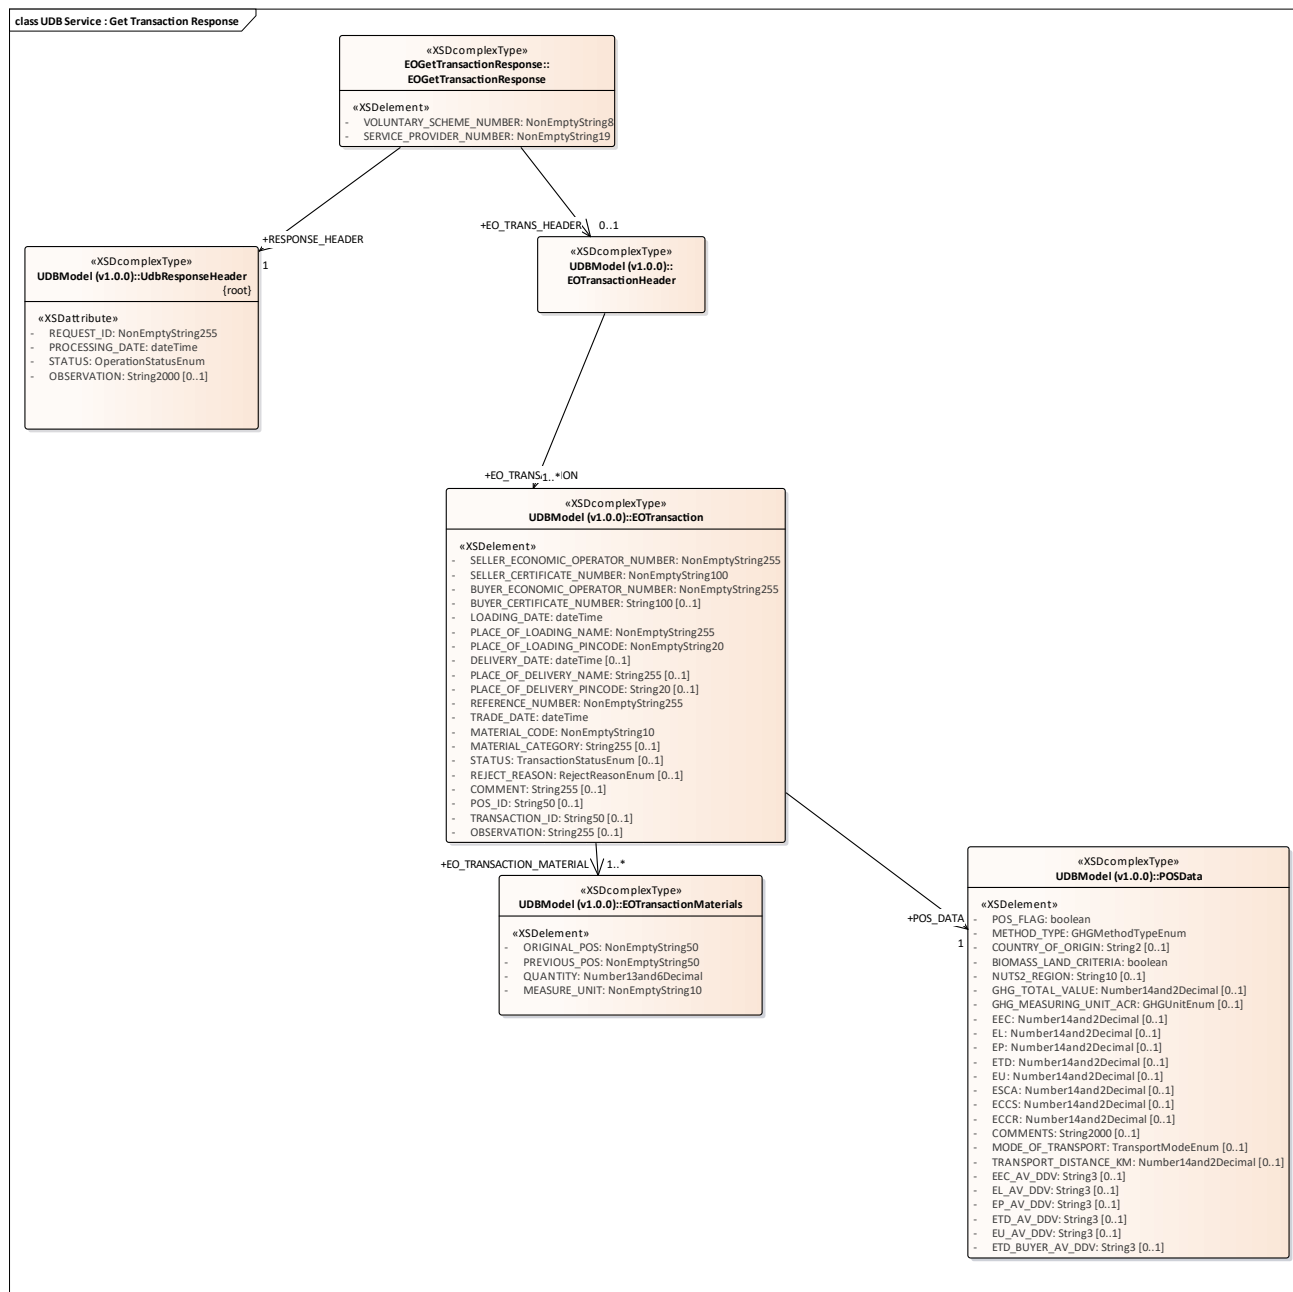 class UDB Service : Get Transaction Response
«XSDcomplexType»
EOGetTransactionResponse::
EOGetTransactionResponse
«XSDelement»
- VOLUNTARY_SCHEME_NUMBER: NonEmptyString8
- SERVICE_PROVIDER_NUMBER: NonEmptyString19
+RESPONSE_HEADER
1
+EO_TRANS_HEADER
0..1
«XSDcomplexType»
UDBModel (v1.0.0)::UdbResponseHeader
{root}
«XSDattribute»
- REQUEST_ID: NonEmptyString255
- PROCESSING_DATE: dateTime
- STATUS: OperationStatusEnum
- OBSERVATION: String2000 [0..1]
«XSDcomplexType»
UDBModel (v1.0.0)::
EOTransactionHeader
1..*
«XSDcomplexType»
UDBModel (v1.0.0)::EOTransaction
«XSDelement»
- SELLER_ECONOMIC_OPERATOR_NUMBER: NonEmptyString255
- SELLER_CERTIFICATE_NUMBER: NonEmptyString100
- BUYER_ECONOMIC_OPERATOR_NUMBER: NonEmptyString255
- BUYER_CERTIFICATE_NUMBER: String100 [0..1]
- LOADING_DATE: dateTime
- PLACE_OF_LOADING_NAME: NonEmptyString255
- PLACE_OF_LOADING_PINCODE: NonEmptyString20
- DELIVERY_DATE: dateTime [0..1]
- PLACE_OF_DELIVERY_NAME: String255 [0..1]
- PLACE_OF_DELIVERY_PINCODE: String20 [0..1]
- REFERENCE_NUMBER: NonEmptyString255
- TRADE_DATE: dateTime
- MATERIAL_CODE: NonEmptyString10
- MATERIAL_CATEGORY: String255 [0..1]
- STATUS: TransactionStatusEnum [0..1]
- REJECT_REASON: RejectReasonEnum [0..1]
- COMMENT: String255 [0..1]
- POS_ID: String50 [0..1]
- TRANSACTION_ID: String50 [0..1]
- OBSERVATION: String255 [0..1]
+EO_TRANSACTION_MATERIAL
1..*
«XSDcomplexType»
UDBModel (v1.0.0)::EOTransactionMaterials
«XSDelement»
- ORIGINAL_POS: NonEmptyString50
- PREVIOUS_POS: NonEmptyString50
- QUANTITY: Number13and6Decimal
- MEASURE_UNIT: NonEmptyString10
+POS_DATA
1
«XSDcomplexType»
UDBModel (v1.0.0)::POSData
«XSDelement»
- POS_FLAG: boolean
- METHOD_TYPE: GHGMethodTypeEnum
- COUNTRY_OF_ORIGIN: String2 [0..1]
- BIOMASS_LAND_CRITERIA: boolean
- NUTS2_REGION: String10 [0..1]
- GHG_TOTAL_VALUE: Number14and2Decimal [0..1]
- GHG_MEASURING_UNIT_ACR: GHGUnitEnum [0..1]
- EEC: Number14and2Decimal [0..1]
- EL: Number14and2Decimal [0..1]
- EP: Number14and2Decimal [0..1]
- ETD: Number14and2Decimal [0..1]
- EU: Number14and2Decimal [0..1]
- ESCA: Number14and2Decimal [0..1]
- ECCS: Number14and2Decimal [0..1]
- ECCR: Number14and2Decimal [0..1]
- COMMENTS: String2000 [0..1]
- MODE_OF_TRANSPORT: TransportModeEnum [0..1]
- TRANSPORT_DISTANCE_KM: Number14and2Decimal [0..1]
- EEC_AV_DDV: String3 [0..1]
- EL_AV_DDV: String3 [0..1]
- EP_AV_DDV: String3 [0..1]
- ETD_AV_DDV: String3 [0..1]
- EU_AV_DDV: String3 [0..1]
- ETD_BUYER_AV_DDV: String3 [0..1]